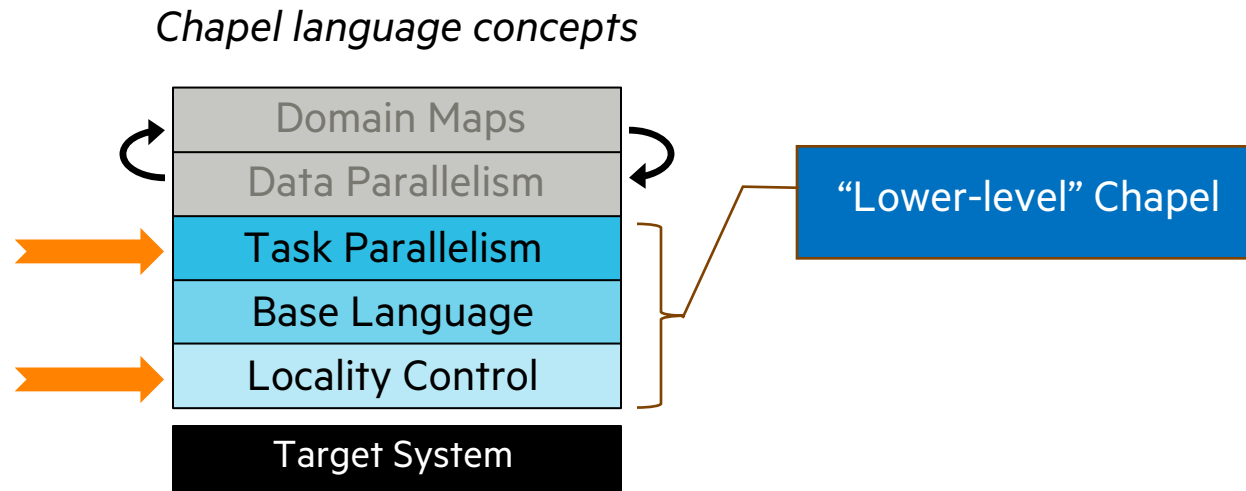 Chapel language concepts
Domain Maps
Data Parallelism
Task Parallelism
Base Language
Locality Control
Target System
“Lower-level” Chapel